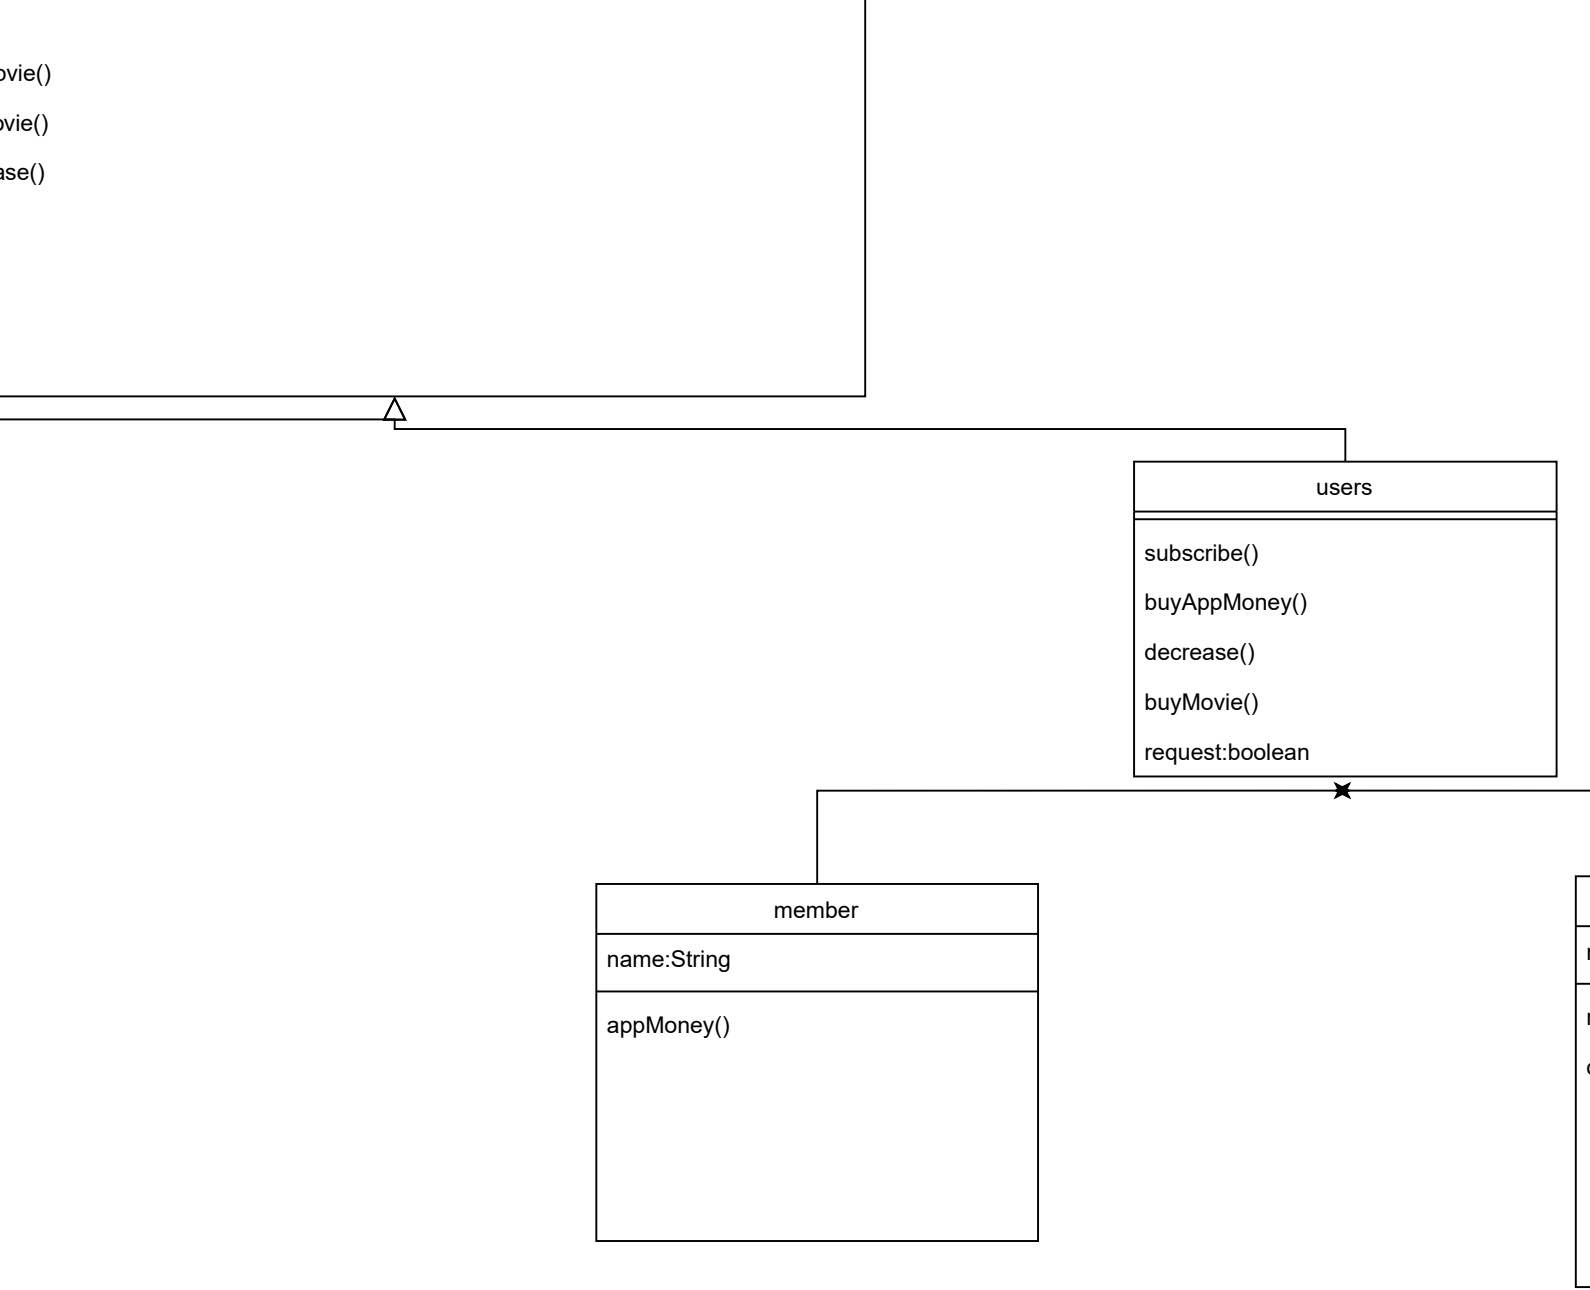 ovie()
ovie()
ase()
users
subscribe()
buyAppMoney()
decrease()
buyMovie()
request:boolean
member
name:String
appMoney()